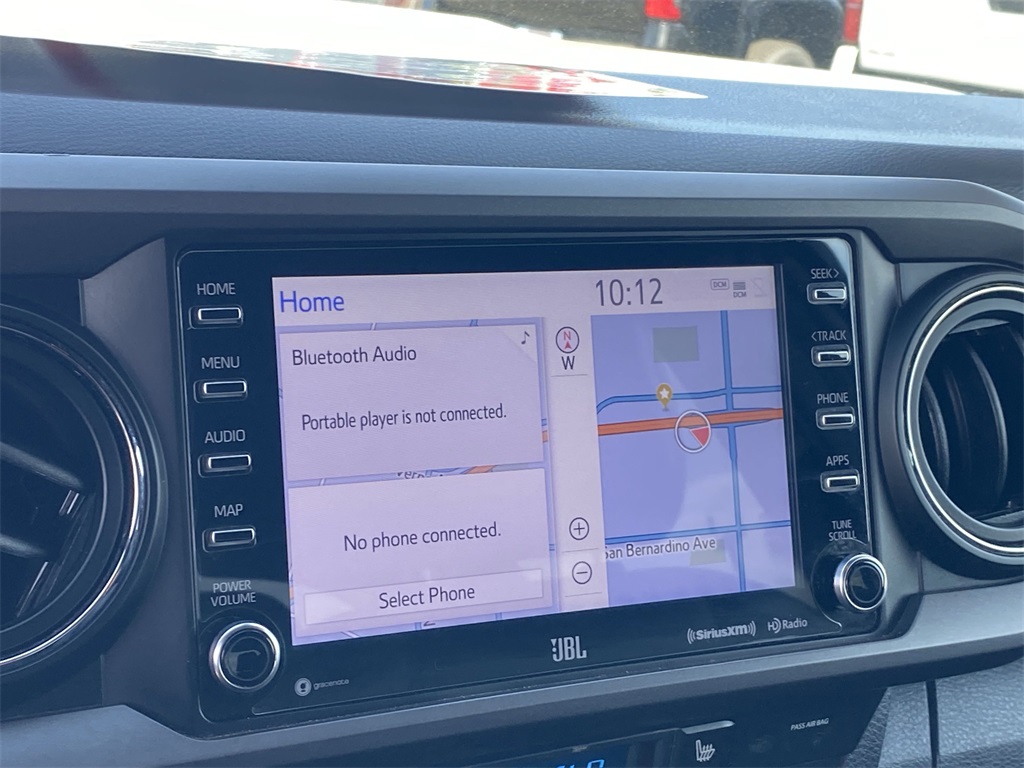 HOME
MENU
AUDIO
MAP
POWER
VOLUME
gracenote
Home
10:12
DCM
DCM
Bluetooth Audio
Portable player is not connected.
No phone connected.
Select Phone
N
W
San Bernardino Ave
JBL
SiriusXM
HD Radio
SEEK>
<TRACK
PHONE
APPS
TUNE
SCROLL
PASS AIR BAG